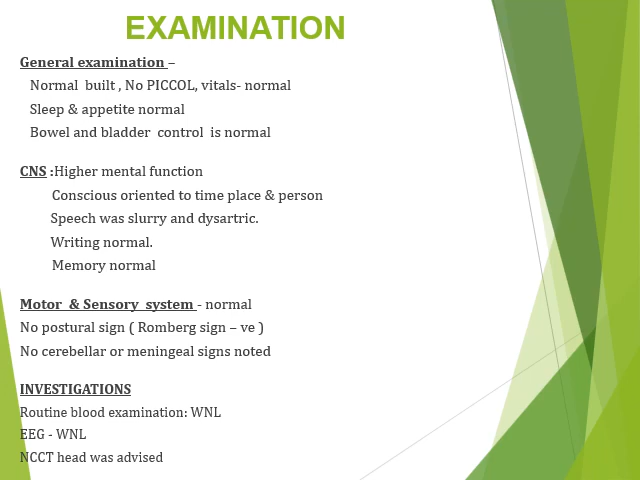 EXAMINATION
General examination –
Normal built , No PICCOL, vitals- normal
Sleep & appetite normal
Bowel and bladder control is normal
CNS :Higher mental function
Conscious oriented to time place & person
Speech was slurry and dysartric.
Writing normal.
Memory normal
Motor & Sensory system - normal
No postural sign ( Romberg sign – ve )
No cerebellar or meningeal signs noted
INVESTIGATIONS
Routine blood examination: WNL
EEG - WNL
NCCT head was advised